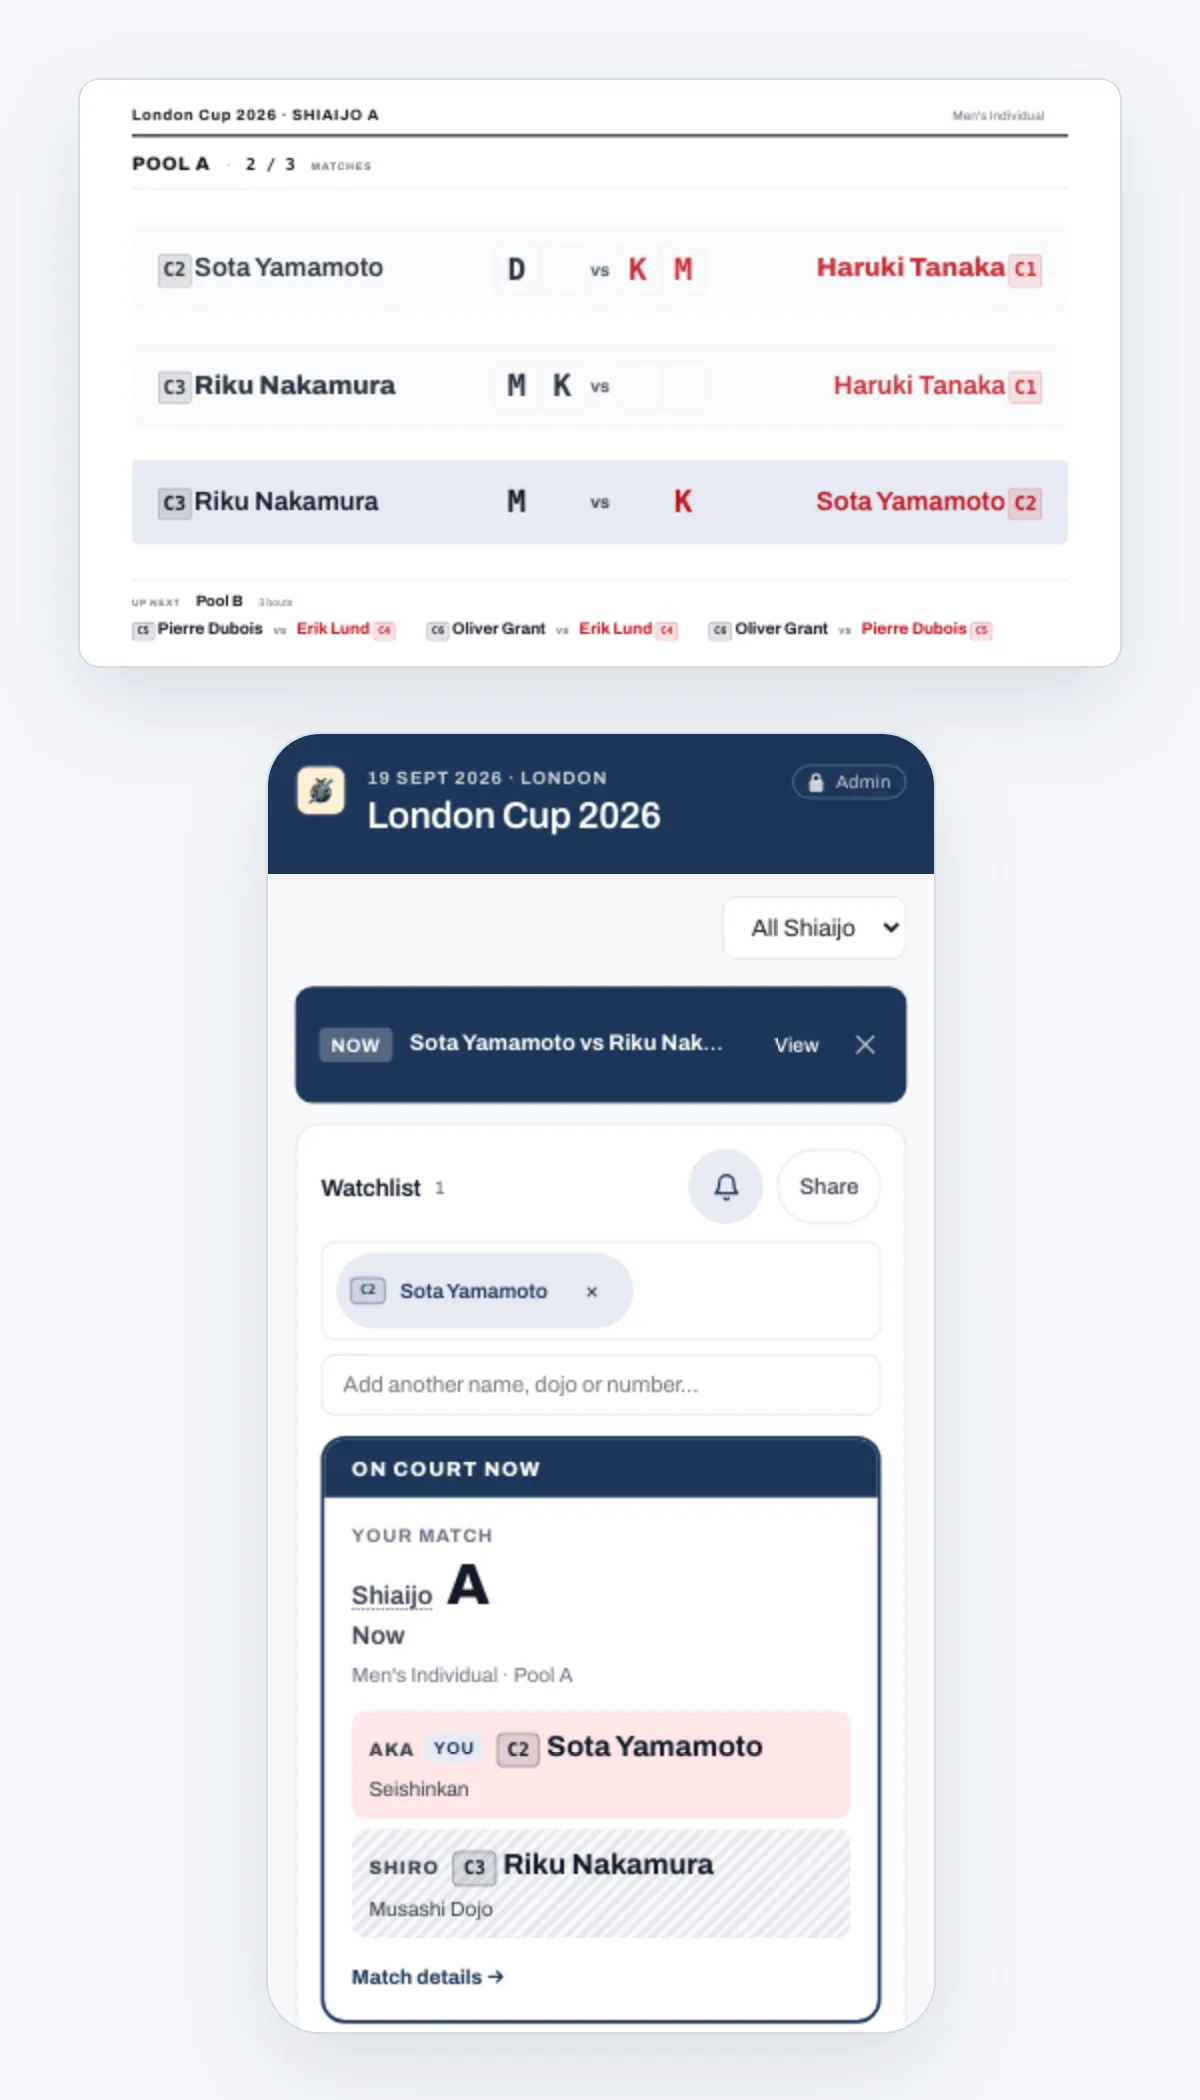 London Cup 2026 · SHIAIJO A
Men's Individual
POOL A · 2 / 3 MATCHES
C2 Sota Yamamoto D vs K M Haruki Tanaka C1
C3 Riku Nakamura M K vs Haruki Tanaka C1
C3 Riku Nakamura M vs K Sota Yamamoto C2
UP NEXT Pool B 3 bouts
C5 Pierre Dubois vs Erik Lund C4 C6 Oliver Grant vs Erik Lund C4 C6 Oliver Grant vs Pierre Dubois C5
19 SEPT 2026 · LONDON
London Cup 2026
Admin
All Shiaijo
NOW Sota Yamamoto vs Riku Nak... View ×
Watchlist 1
Share
C2 Sota Yamamoto ×
Add another name, dojo or number...
ON COURT NOW
YOUR MATCH
Shiaijo A
Now
Men's Individual · Pool A
AKA YOU C2 Sota Yamamoto
Seishinkan
SHIRO C3 Riku Nakamura
Musashi Dojo
Match details →